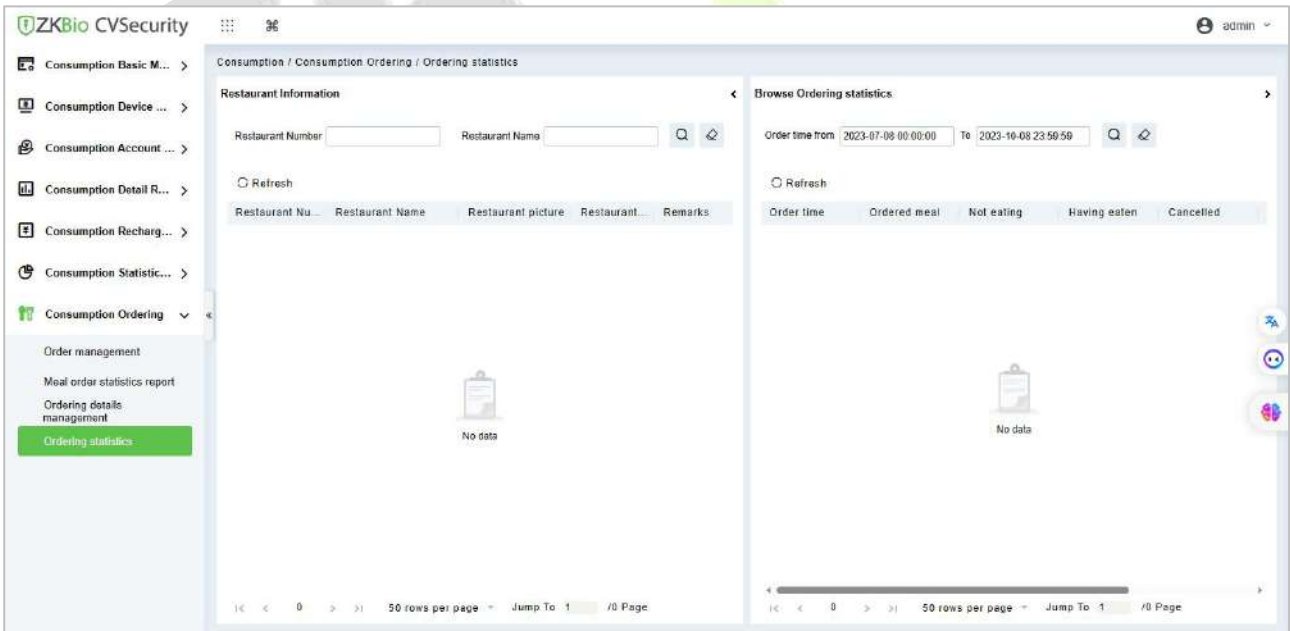 ZKBio CVSecurity
admin
Consumption Basic M...
Consumption Device ...
Consumption Account ...
Consumption Detail R...
Consumption Recharg...
Consumption Statistic...
Consumption Ordering
Order management
Meal order statistics report
Ordering details
management
Ordering statistics
Consumption / Consumption Ordering / Ordering statistics
Restaurant Information
Restaurant Number
Restaurant Name
Refresh
Restaurant Nu... Restaurant Name Restaurant picture Restaurant... Remarks
No data
0 50 rows per page Jump To 1 /0 Page
Browse Ordering statistics
Order time from 2023-07-08 00:00:00 To 2023-10-08 23:59:59
Refresh
Order time Ordered meal Not eating Having eaten Cancelled
No data
0 50 rows per page Jump To 1 /0 Page